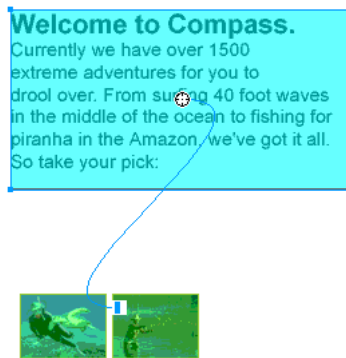 Welcome to Compass.
Currently we have over 1500
extreme adventures for you to
drool over. From surfing 40 foot waves
in the middle of the ocean to fishing for
piranha in the Amazon, we've got it all.
So take your pick: